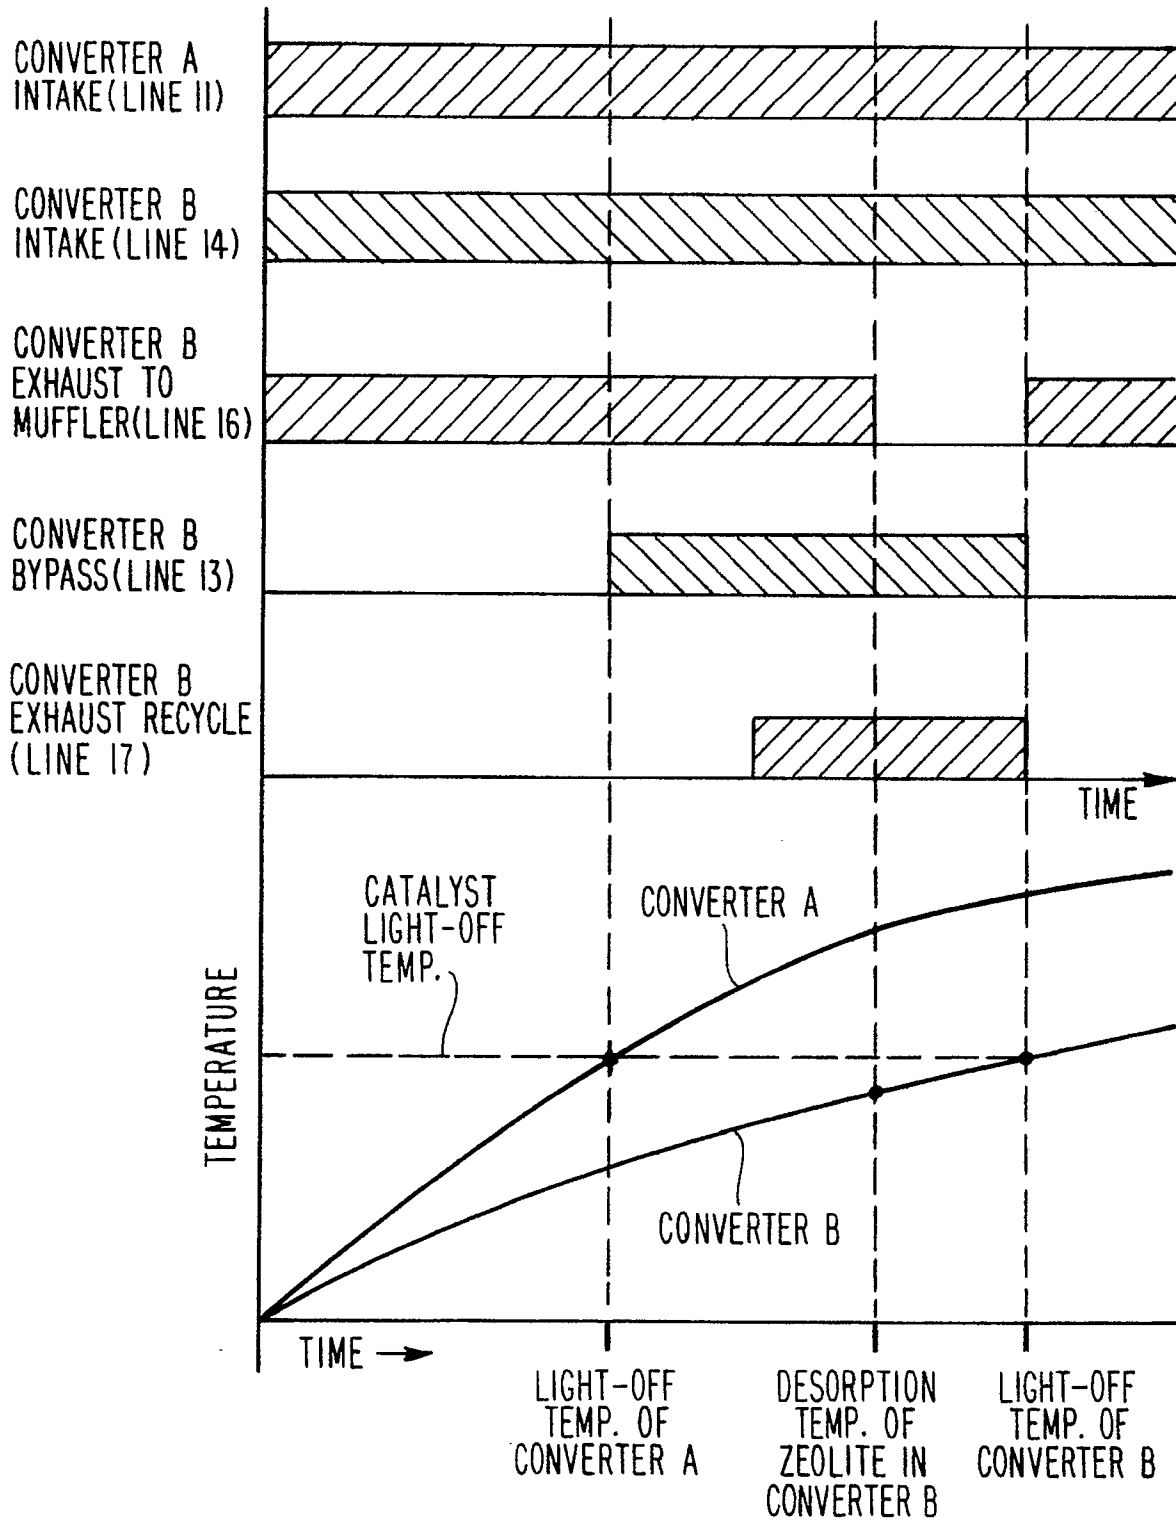 CONVERTER A
INTAKE(LINE 11)
CONVERTER B
INTAKE(LINE 14)
CONVERTER B
EXHAUST TO
MUFFLER(LINE 16)
CONVERTER B
BYPASS(LINE 13)
CONVERTER B
EXHAUST RECYCLE
(LINE 17)
TIME
CATALYST
LIGHT-OFF
TEMP.
CONVERTER A
TEMPERATURE
CONVERTER B
TIME
LIGHT-OFF
TEMP. OF
CONVERTER A
DESORPTION
TEMP. OF
ZEOLITE IN
CONVERTER B
LIGHT-OFF
TEMP. OF
CONVERTER B